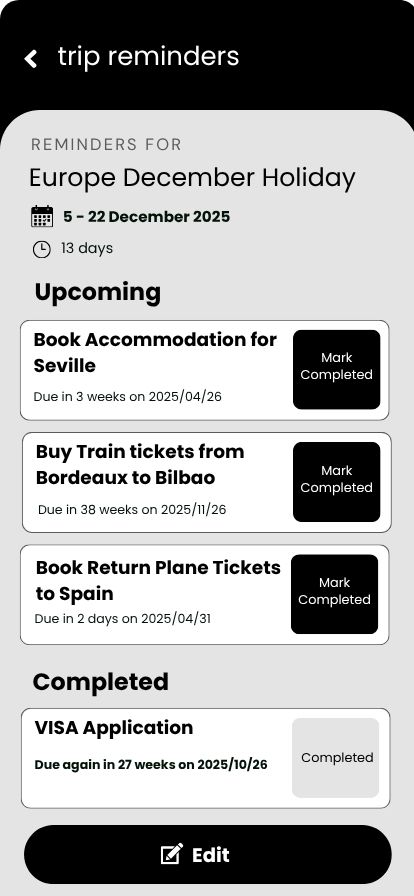 trip reminders
REMINDERS FOR
Europe December Holiday
5 - 22 December 2025
13 days
Upcoming
Book Accommodation for
Seville
Due in 3 weeks on 2025/04/26
Mark
Completed
Buy Train tickets from
Bordeaux to Bilbao
Due in 38 weeks on 2025/11/26
Mark
Completed
Book Return Plane Tickets
to Spain
Due in 2 days on 2025/04/31
Mark
Completed
Completed
VISA Application
Due again in 27 weeks on 2025/10/26
Completed
Edit